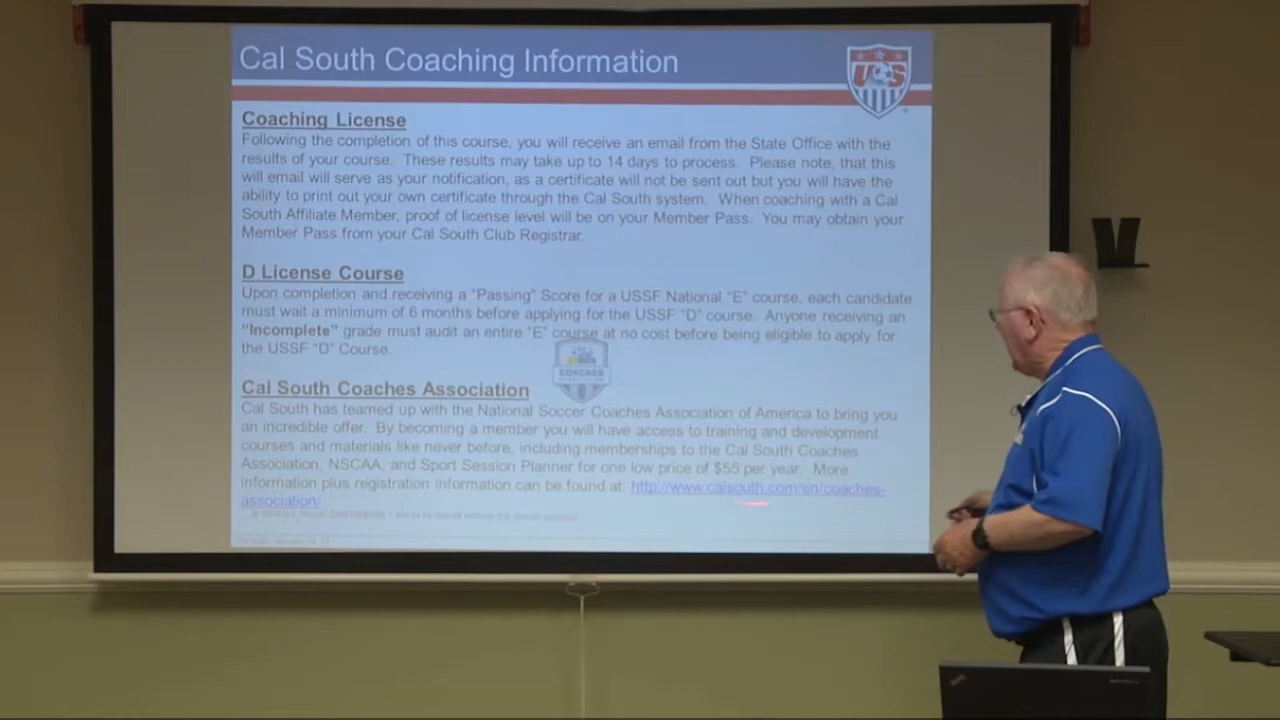 Cal South Coaching Information
US
Coaching License
Following the completion of this course, you will receive an email from the State Office with the
results of your course. These results may take up to 14 days to process. Please note, that this
will email will serve as your notification, as a certificate will not be sent out but you will have the
ability to print out your own certificate through the Cal South system. When coaching with a Cal
South Affiliate Member, proof of license level will be on your Member Pass. You may obtain your
Member Pass from your Cal South Club Registrar.
D License Course
Upon completion and receiving a "Passing" Score for a USSF National "E" course, each candidate
must wait a minimum of 6 months before applying for the USSF "D" course. Anyone receiving an
"Incomplete" grade must audit an entire "E" course at no cost before being eligible to apply for
the USSF "D" Course.
COACHES
Cal South Coaches Association
Cal South has teamed up with the National Soccer Coaches Association of America to bring you
an incredible offer. By becoming a member you will have access to training and development
courses and materials like never before, including memberships to the Cal South Coaches
Association, NSCAA, and Sport Session Planner for one low price of $55 per year. More
information plus registration information can be found at: http://www.calsouth.com/en/coaches-
association/